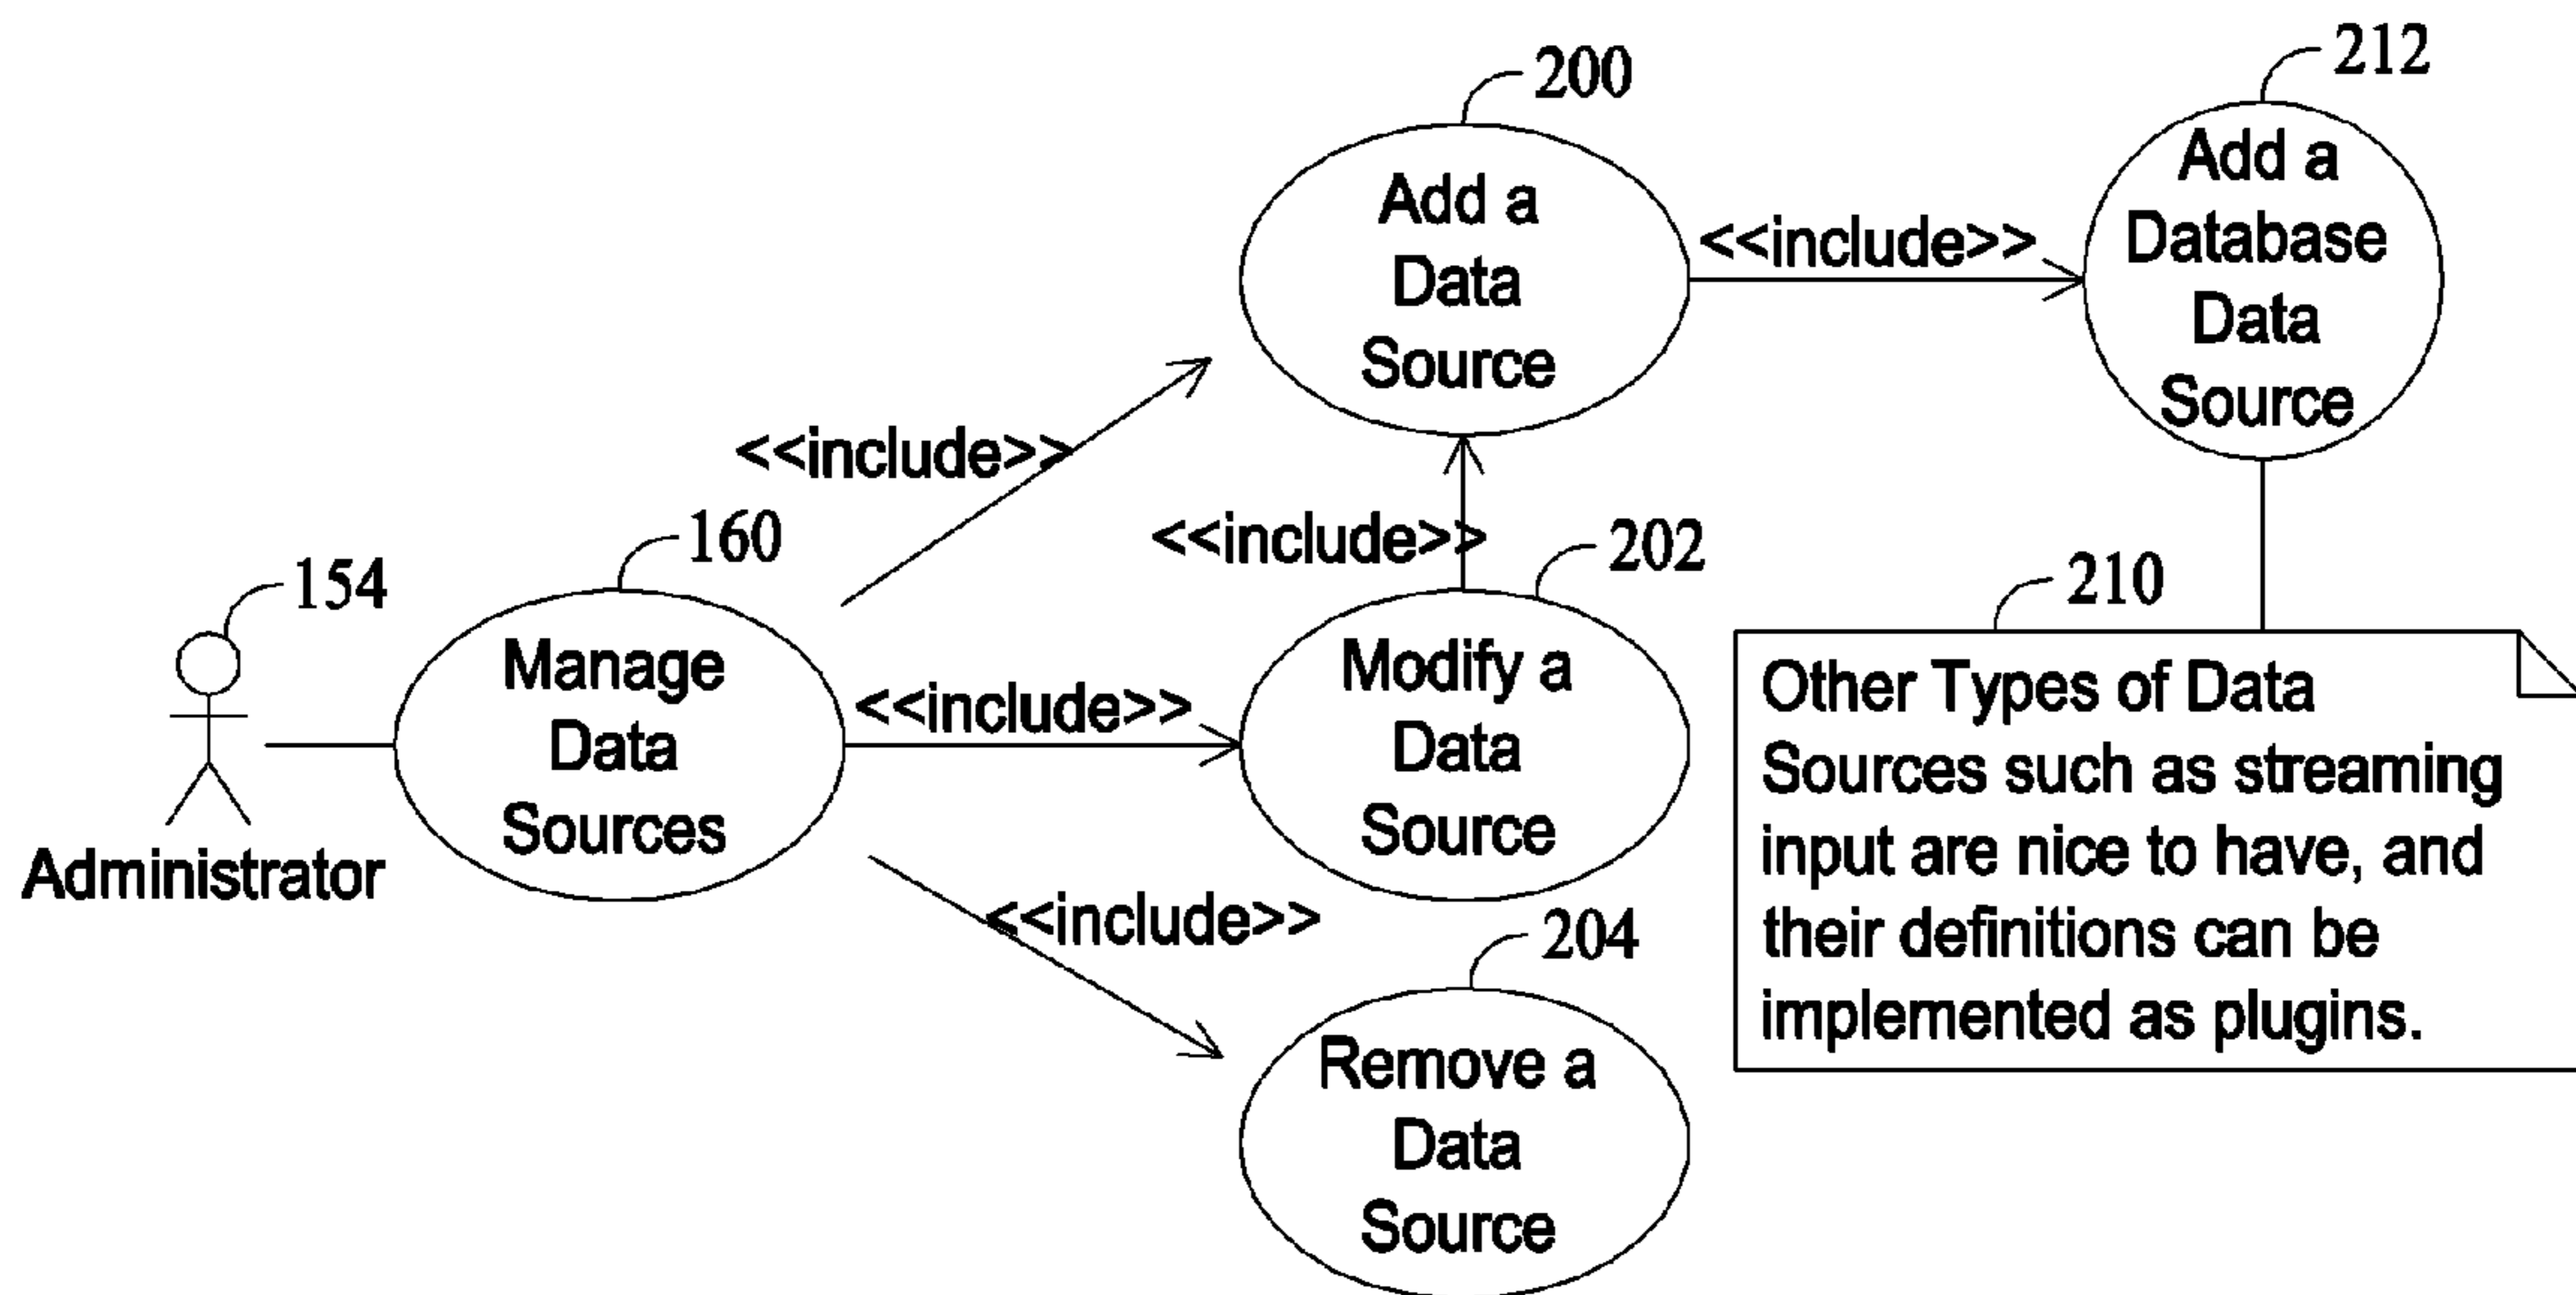 200
Add a
Data
Source
<<include>>
212
Add a
Database
Data
Source
<<include>>
<<include>>
154
Administrator
160
Manage
Data
Sources
<<include>>
202
Modify a
Data
Source
<<include>>
204
Remove a
Data
Source
210
Other Types of Data
Sources such as streaming
input are nice to have, and
their definitions can be
implemented as plugins.